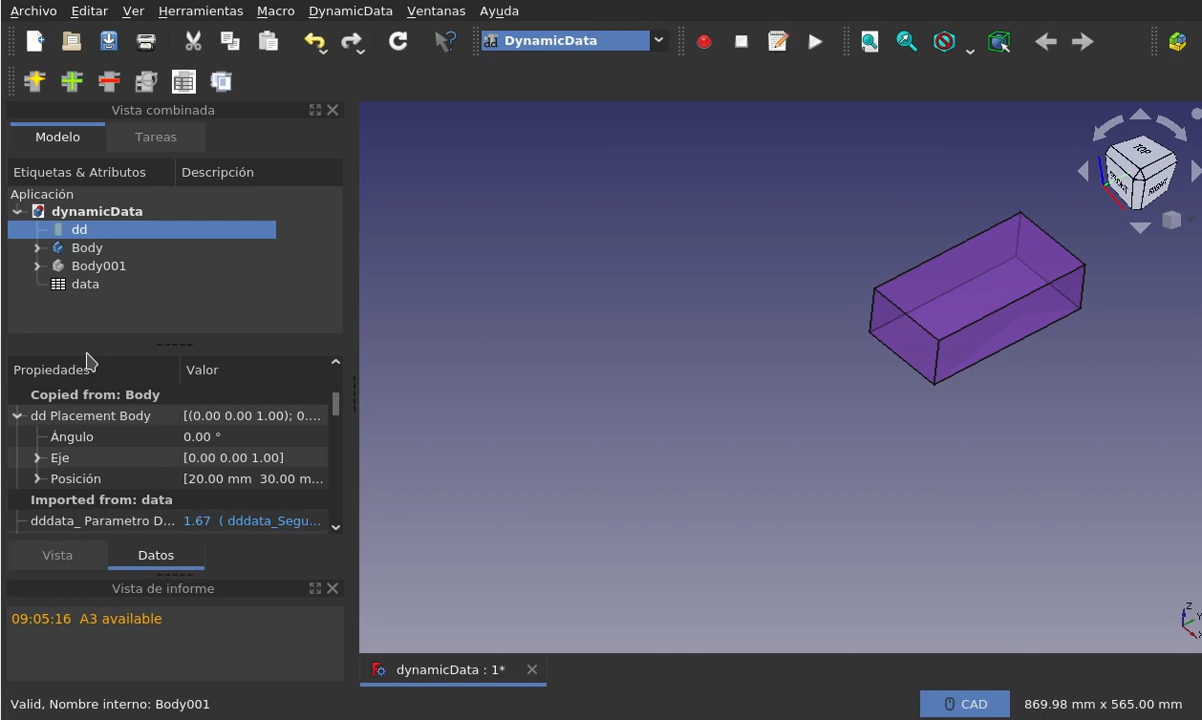 Archivo Editar Ver Herramientas Macro DynamicData Ventanas Ayuda
dd DynamicData
Vista combinada
Modelo Tareas
Etiquetas & Atributos Descripción
Aplicación
dynamicData
dd
Body
Body001
data
Propiedades Valor
Copied from: Body
dd Placement Body [(0.00 0.00 1.00); 0....
Ángulo 0.00 °
Eje [0.00 0.00 1.00]
Posición [20.00 mm 30.00 m...
Imported from: data
dddata_ Parametro D... 1.67 ( dddata_Segu...
Vista Datos
Vista de informe
09:05:16 A3 available
TOP
FRONT
RIGHT
Z
Y
X
dynamicData : 1*
Valid, Nombre interno: Body001
CAD 869.98 mm x 565.00 mm